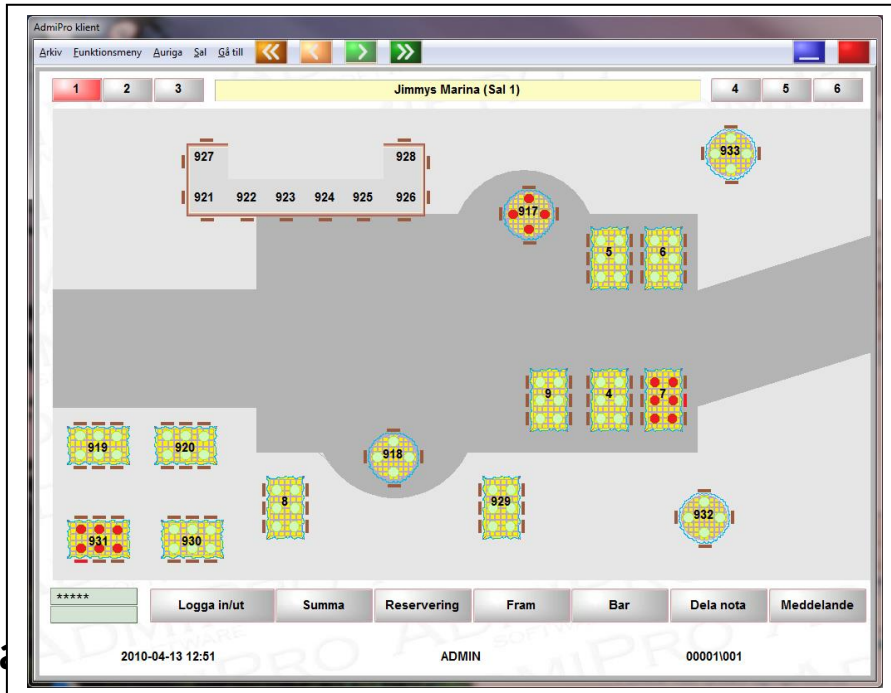 AdmiPro klient
Arkiv Funktionsmeny Auriga Sal Gå till
1 2 3 Jimmys Marina (Sal 1) 4 5 6
933
927 928
921 922 923 924 925 926
917
5 6
9 4 7
919 920
918
8 929
932
931 930
*****
Logga in/ut Summa Reservering Fram Bar Dela nota Meddelande
2010-04-13 12:51 ADMIN 00001\001